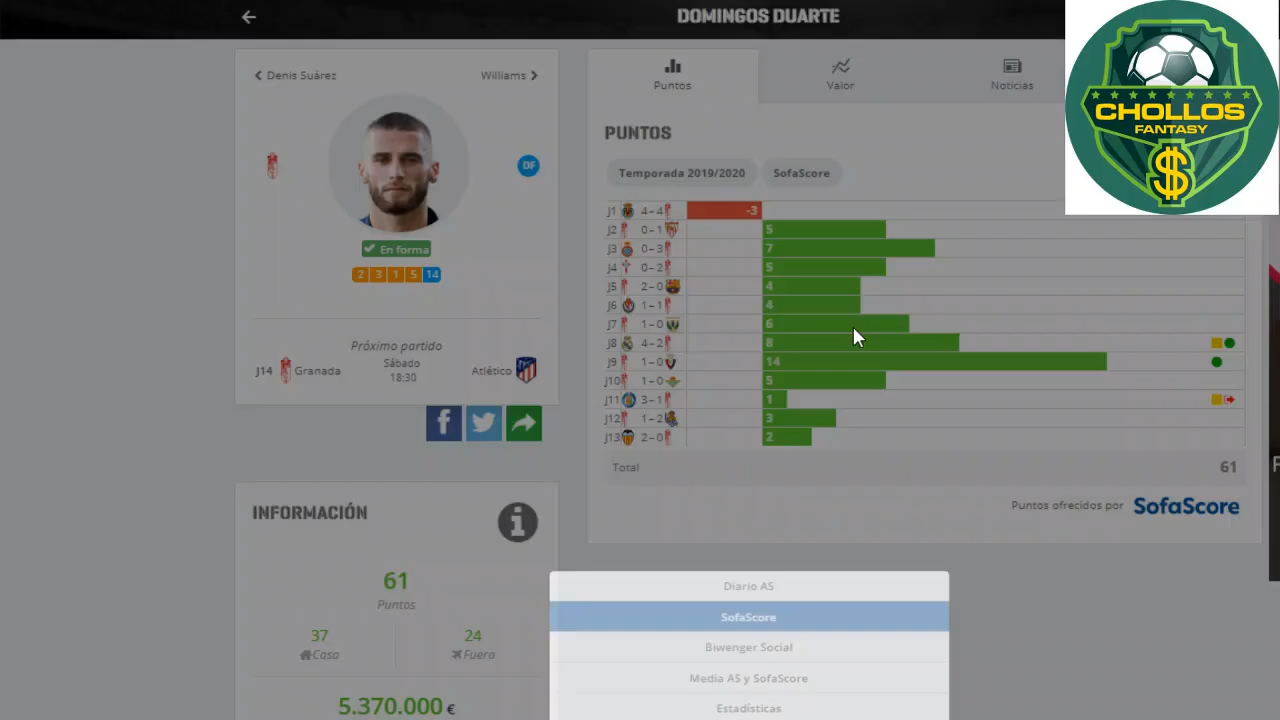 DOMINGOS DUARTE
CHOLLOS
FANTASY
$
Denis Suárez
Williams
DF
En forma
2 3 1 5 14
Próximo partido
J14 Granada
Sábado
18:30
Atlético
Puntos
Valor
Noticias
PUNTOS
Temporada 2019/2020
SofaScore
J1 4-4 -3
J2 0-1 5
J3 0-3 7
J4 0-2 5
J5 2-0 4
J6 1-1 4
J7 1-0 6
J8 4-2 8
J9 1-0 14
J10 1-0 5
J11 3-1 1
J12 1-2 3
J13 2-0 2
Total 61
Puntos ofrecidos por SofaScore
INFORMACIÓN
61
Puntos
37
Casa
24
Fuera
5.370.000 €
Diario AS
SofaScore
Biwenger Social
Media AS y SofaScore
Estadísticas